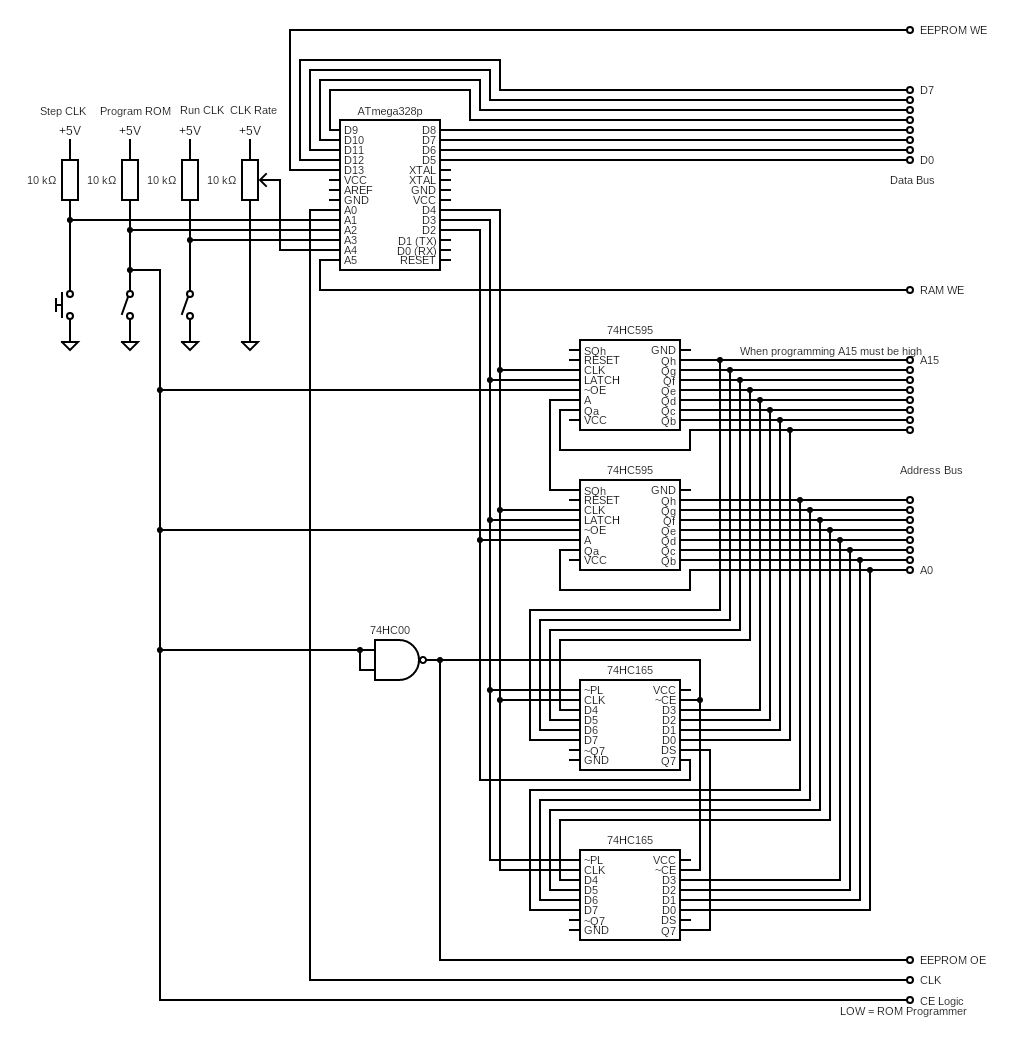 EEPROM WE
D7
Step CLK Program ROM Run CLK CLK Rate ATmega328p
+5V +5V +5V +5V
D9 D8
D10 D7
D11 D6
D12 D5 D0
D13 XTAL
10 kΩ 10 kΩ 10 kΩ 10 kΩ VCC XTAL Data Bus
AREF GND
GND VCC
A0 D4
A1 D3
A2 D2
A3 D1 (TX)
A4 D0 (RX)
A5 RESET
RAM WE
74HC595
When programming A15 must be high
SQh GND
RESET Qh A15
CLK Qg
LATCH Qf
~OE Qe
A Qd
Qa Qc
VCC Qb
74HC595 Address Bus
SQh GND
RESET Qh
CLK Qg
LATCH Qf
~OE Qe
A Qd
Qa Qc
VCC Qb
A0
74HC00
74HC165
~PL VCC
CLK ~CE
D4 D3
D5 D2
D6 D1
D7 D0
~Q7 DS
GND Q7
74HC165
~PL VCC
CLK ~CE
D4 D3
D5 D2
D6 D1
D7 D0
~Q7 DS
GND Q7
EEPROM OE
CLK
CE Logic
LOW = ROM Programmer